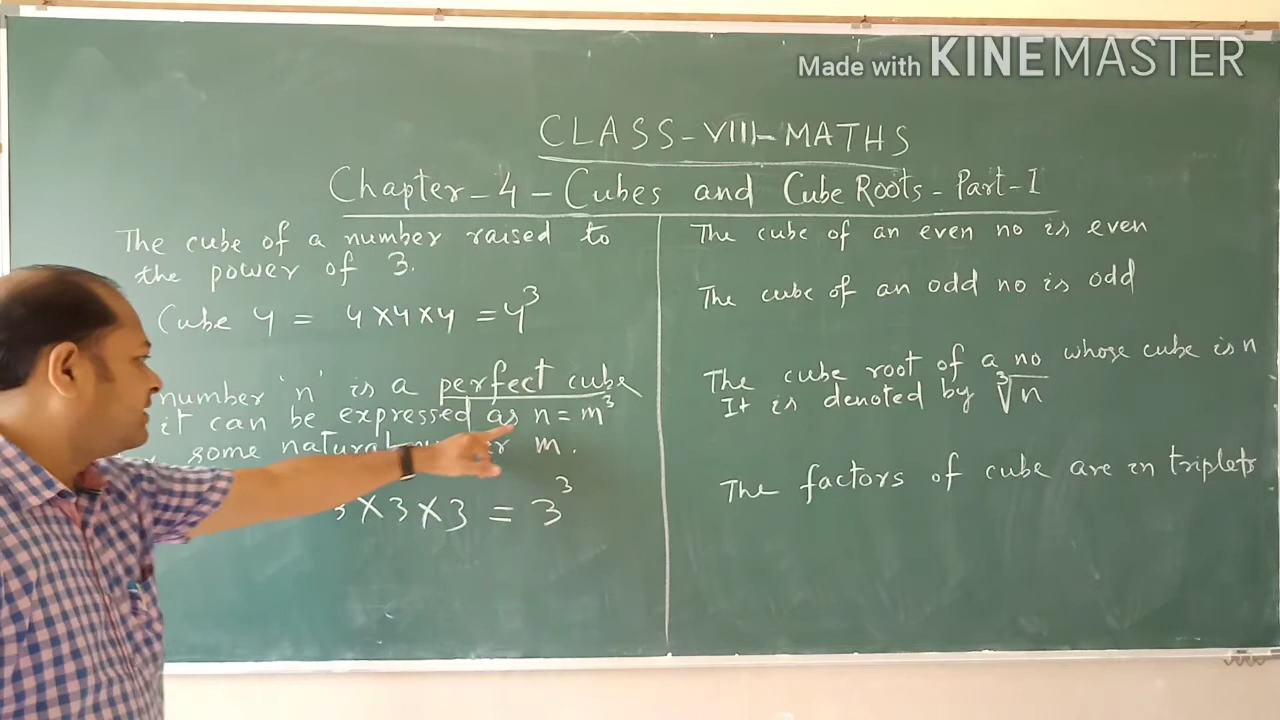 Made with KINEMASTER
CLASS-VIII-MATHS
Chapter-4-Cubes and Cube Roots-Part-I
The cube of a number raised to
the power of 3.
Cube 4 = 4×4×4 = 4³
number 'n' is a perfect cube
it can be expressed as n = m³
some natural m.
3×3×3 = 3³
The cube of an even no is even
The cube of an odd no is odd
The cube root of a no whose cube is n
It is denoted by ∛n
The factors of cube are in triplets